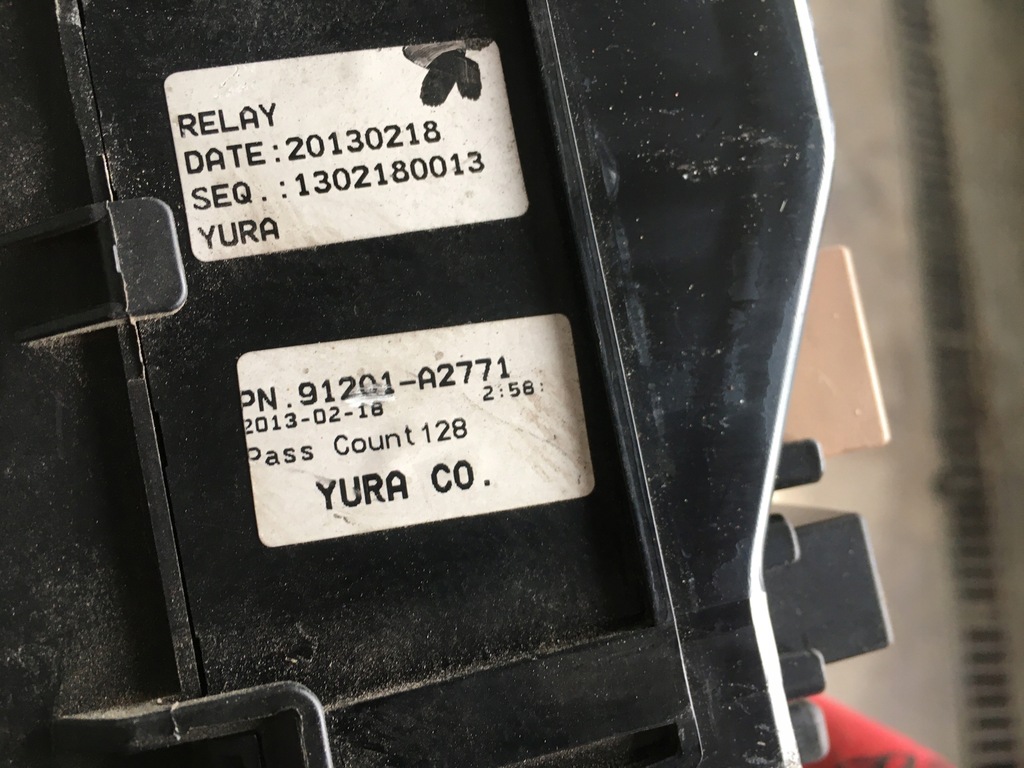 RELAY
DATE:20130218
SEQ.:1302180013
YURA
PN.91201-A2771
2013-02-18 2:58:
Pass Count128
YURA CO.